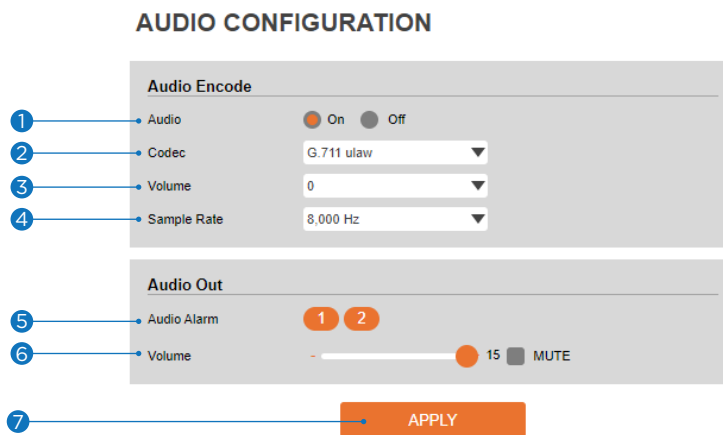 AUDIO CONFIGURATION
Audio Encode
1 Audio On Off
2 Codec G.711 ulaw
3 Volume 0
4 Sample Rate 8,000 Hz
Audio Out
5 Audio Alarm 1 2
6 Volume - 15 MUTE
7 APPLY